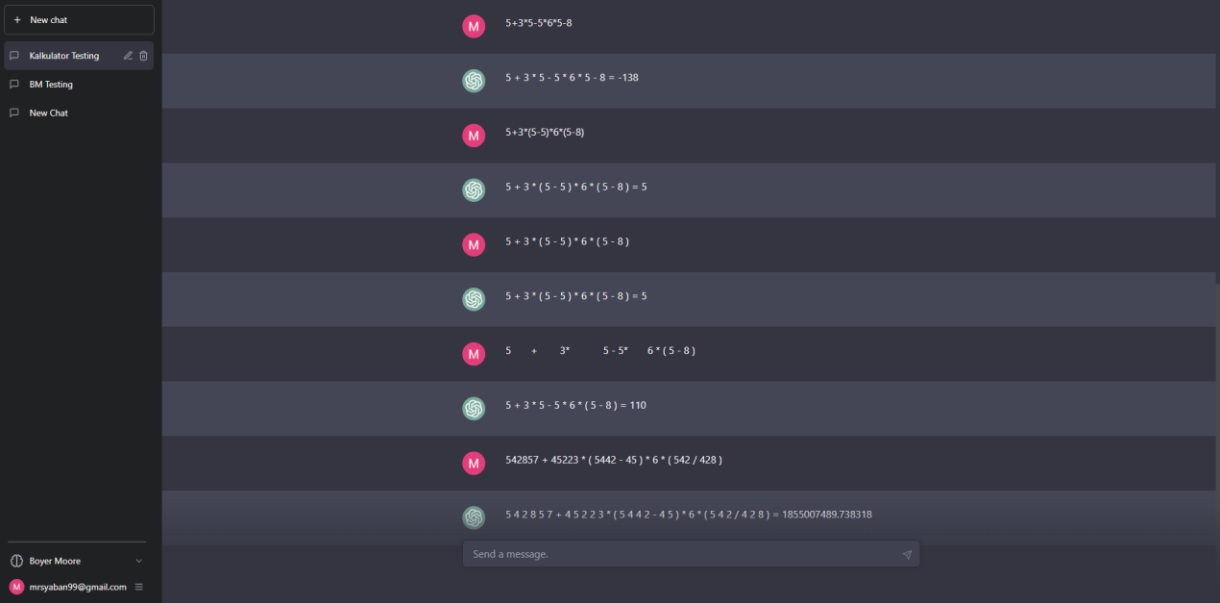 + New chat
Kalkulator Testing
BM Testing
New Chat
M 5+3*5-5*6*5-8
5 + 3 * 5 - 5 * 6 * 5 - 8 = -138
M 5+3*(5-5)*6*(5-8)
5 + 3 * ( 5 - 5 ) * 6 * ( 5 - 8 ) = 5
M 5 + 3 * ( 5 - 5 ) * 6 * ( 5 - 8 )
5 + 3 * ( 5 - 5 ) * 6 * ( 5 - 8 ) = 5
M 5 + 3* 5 - 5* 6 * ( 5 - 8 )
5 + 3 * 5 - 5 * 6 * ( 5 - 8 ) = 110
M 542857 + 45223 * ( 5442 - 45 ) * 6 * ( 542 / 428 )
5 4 2 8 5 7 + 4 5 2 2 3 * ( 5 4 4 2 - 4 5 ) * 6 * ( 5 4 2 / 4 2 8 ) = 1855007489.738318
Send a message.
Boyer Moore
M mrsyaban99@gmail.com